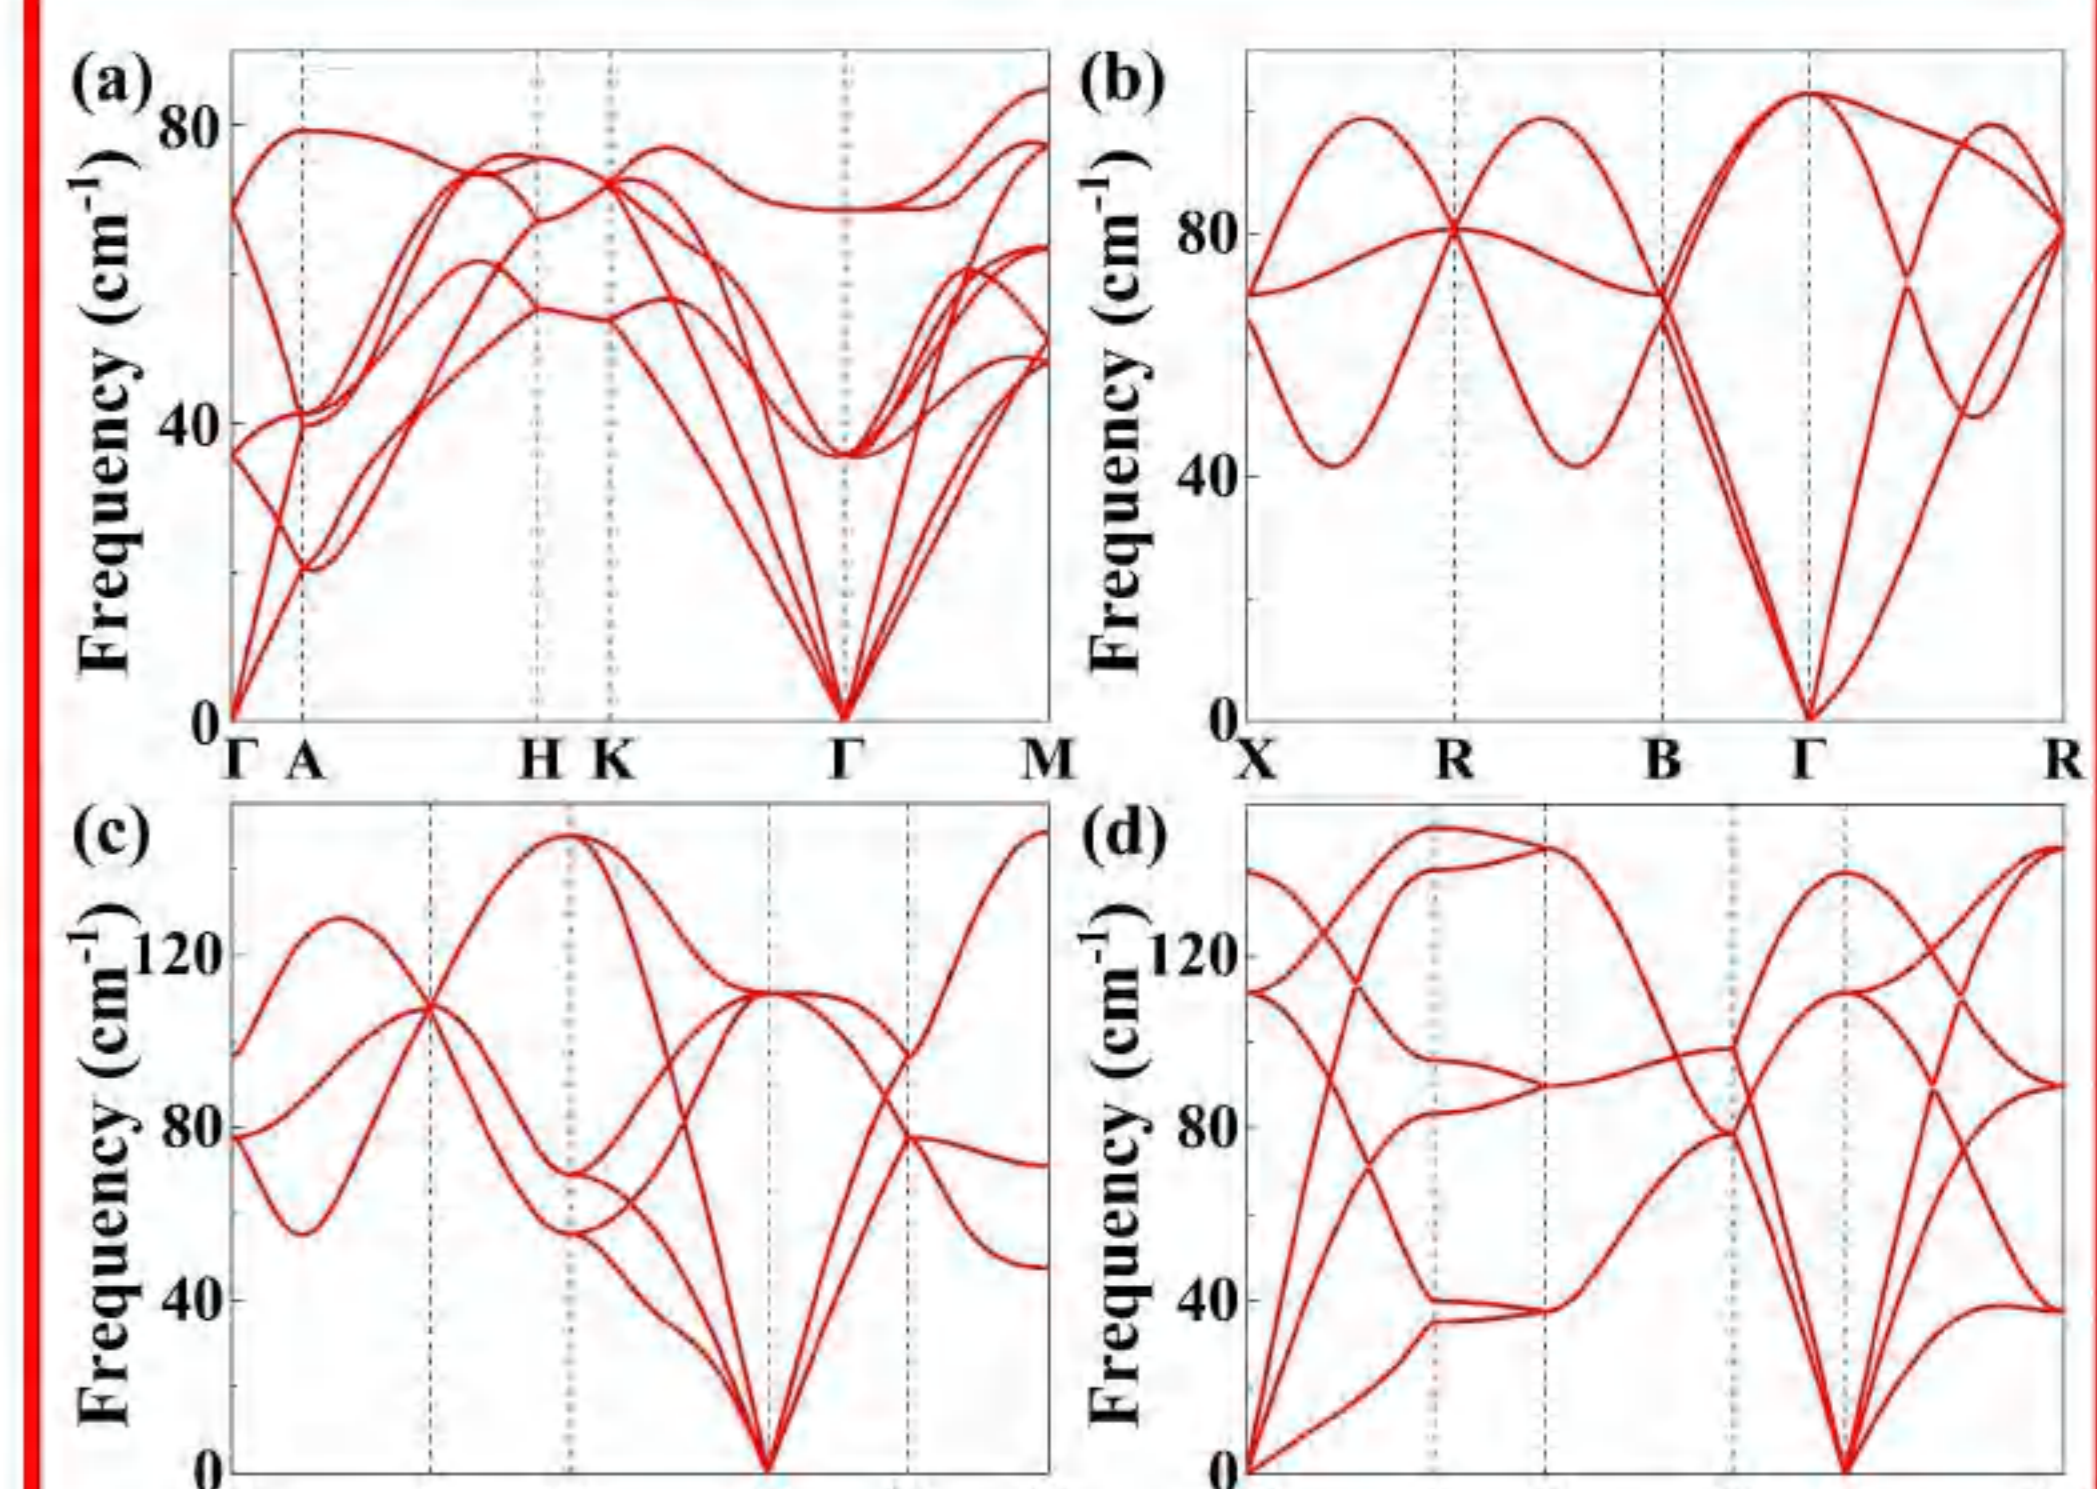 (a)
Frequency (cm⁻¹)
80
40
0
Γ A H K Γ M
(b)
Frequency (cm⁻¹)
80
40
0
X R B Γ R
(c)
Frequency (cm⁻¹)
120
80
40
0
(d)
Frequency (cm⁻¹)
120
80
40
0